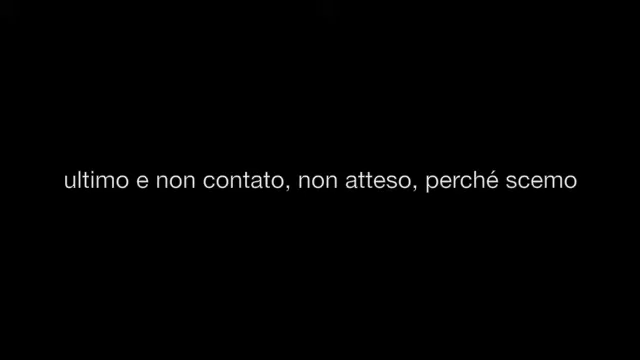 ultimo e non contato, non atteso, perché scemo